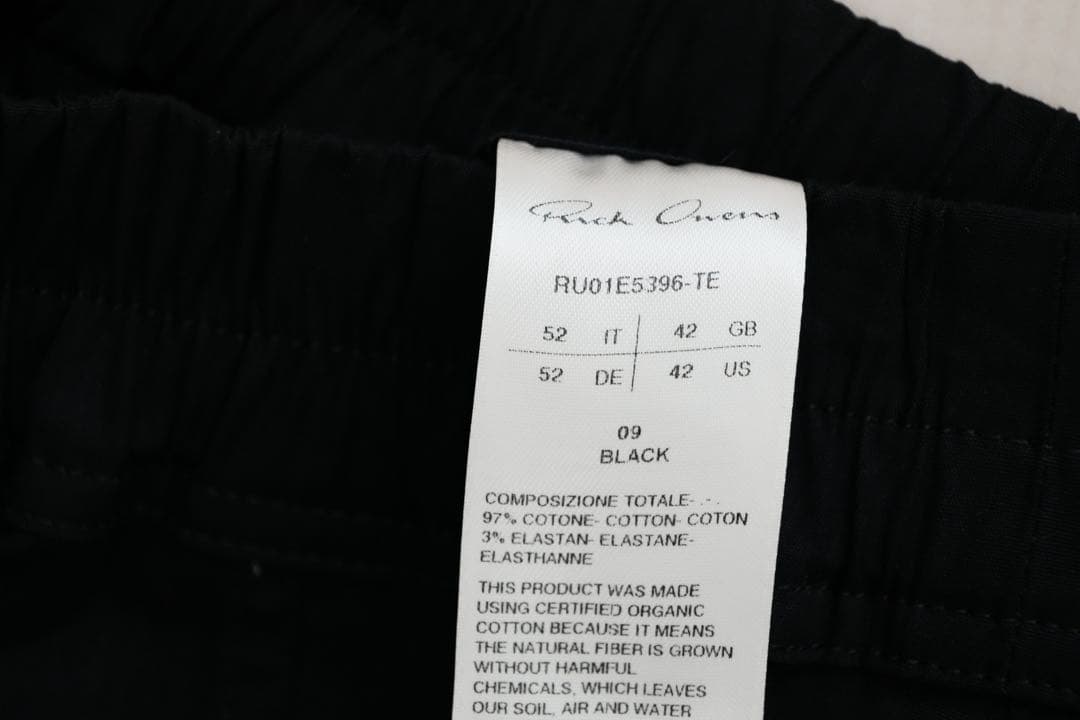 Rick Owens
RU01E5396-TE
52 IT 42 GB
52 DE 42 US
09
BLACK
COMPOSIZIONE TOTALE- -.
97% COTONE- COTTON- COTON
3% ELASTAN- ELASTANE-
ELASTHANNE
THIS PRODUCT WAS MADE
USING CERTIFIED ORGANIC
COTTON BECAUSE IT MEANS
THE NATURAL FIBER IS GROWN
WITHOUT HARMFUL
CHEMICALS, WHICH LEAVES
OUR SOIL, AIR AND WATER